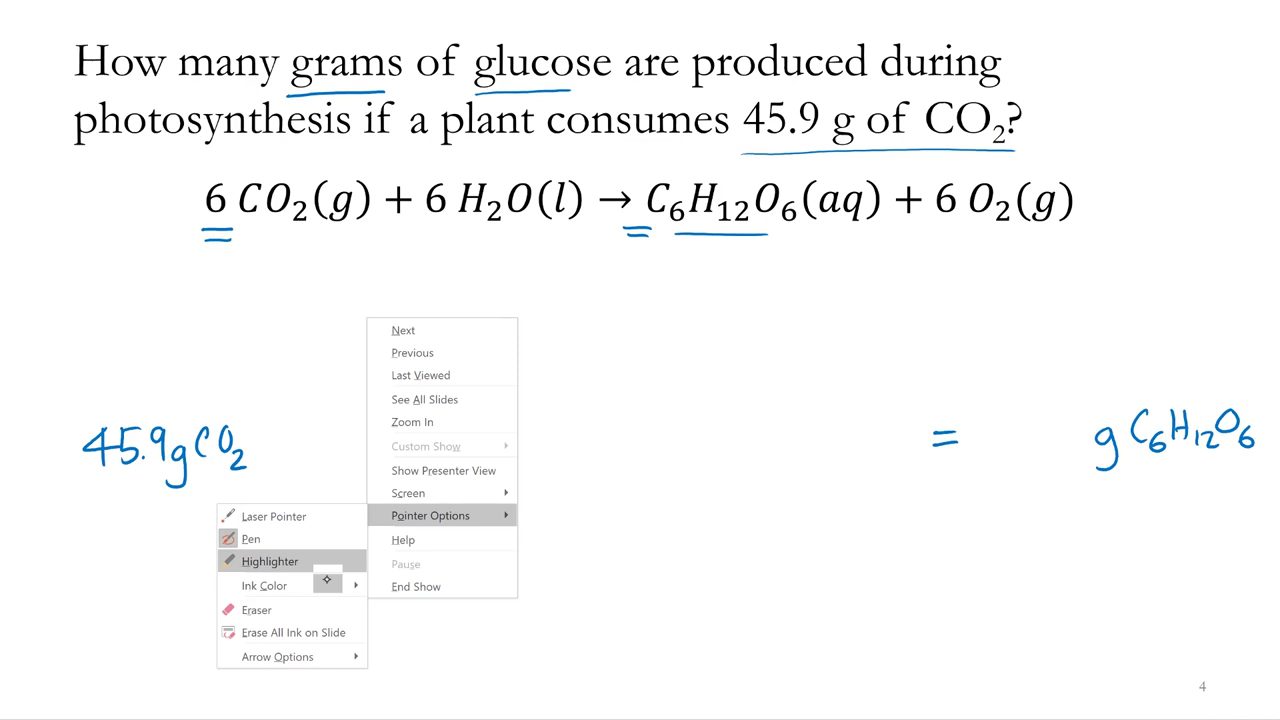 How many grams of glucose are produced during
photosynthesis if a plant consumes 45.9 g of CO₂?
6 CO₂(g) + 6 H₂O(l) → C₆H₁₂O₆(aq) + 6 O₂(g)
45.9g CO₂ = g C₆H₁₂O₆
Next
Previous
Last Viewed
See All Slides
Zoom In
Custom Show
Show Presenter View
Screen
Pointer Options
Help
Pause
End Show
Laser Pointer
Pen
Highlighter
Ink Color
Eraser
Erase All Ink on Slide
Arrow Options
4